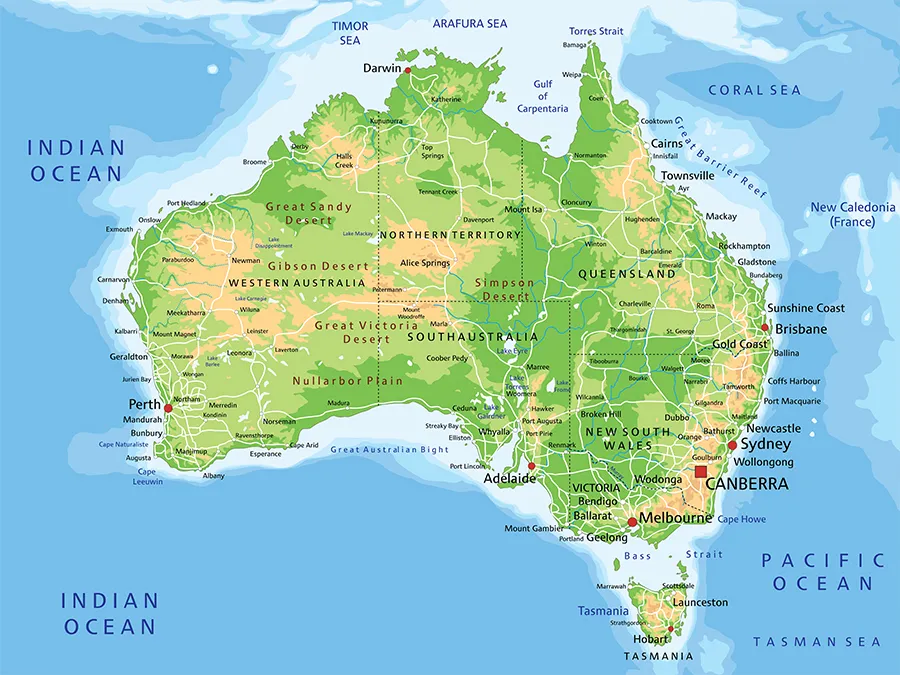 TIMOR
SEA
ARAFURA SEA
Torres Strait
Bamaga
Darwin
Weipa
Gulf
of
Carpentaria
CORAL SEA
Katherine
Coen
Kununurra
Cooktown
Great Barrier Reef
INDIAN
OCEAN
Derby
Broome
Halls
Creek
Top
Springs
Normanton
Cairns
Innisfail
Townsville
Ayr
Tennant Creek
Port Hedland
Onslow
Exmouth
Great Sandy
Desert
Mount Isa
Cloncurry
Davenport
Hughenden
Mackay
New Caledonia
(France)
Lake
Disappointment
Lake Mackay
NORTHERN TERRITORY
Winton
Barcaldine
Emerald
Rockhampton
Gladstone
Bundaberg
Paraburdoo
Newman
Gibson Desert
Alice Springs
QUEENSLAND
Carnarvon
Denham
WESTERN AUSTRALIA
Petermann
Simpson
Desert
Lake Carnegie
Meekatharra
Wiluna
Mount
Woodroffe
Marla
Charleville
Roma
Sunshine Coast
Brisbane
Kalbarri
Mount Magnet
Leinster
Great Victoria
Desert
SOUTHAUSTRALIA
Thargomindah
St. George
Gold Coast
Ballina
Geraldton
Morawa
Lake
Barlee
Leonora
Laverton
Coober Pedy
Lake Eyre
Tibooburra
Moree
Walgett
Marree
Jurien Bay
Wongan
Nullarbor Plain
Lake
Torrens
Woomera
Lake
Frome
Bourke
Narrabri
Tamworth
Coffs Harbour
Port Macquarie
Perth
Northam
Merredin
Kondinin
Madura
Ceduna
Lake
Gairdner
Hawker
Wilcannia
Gilgandra
Mandurah
Norseman
Streaky Bay
Port Augusta
Broken Hill
Dubbo
Maitland
Bunbury
Ravensthorpe
Cape Arid
Elliston
Whyalla
Port Pirie
Renmark
NEW SOUTH
WALES
Orange
Bathurst
Newcastle
Cape Naturaliste
Augusta
Manjimup
Esperance
Great Australian Bight
Sydney
Goulburn
Wollongong
Cape
Leeuwin
Albany
Port Lincoln
Adelaide
Wodonga
CANBERRA
VICTORIA
Bendigo
Ballarat
Melbourne
Cape Howe
Mount Gambier
Portland
Geelong
Bass Strait
PACIFIC
OCEAN
Marrawah
Scottsdale
INDIAN
OCEAN
Tasmania
Launceston
Strathgordon
Hobart
TASMANIA
TASMAN SEA